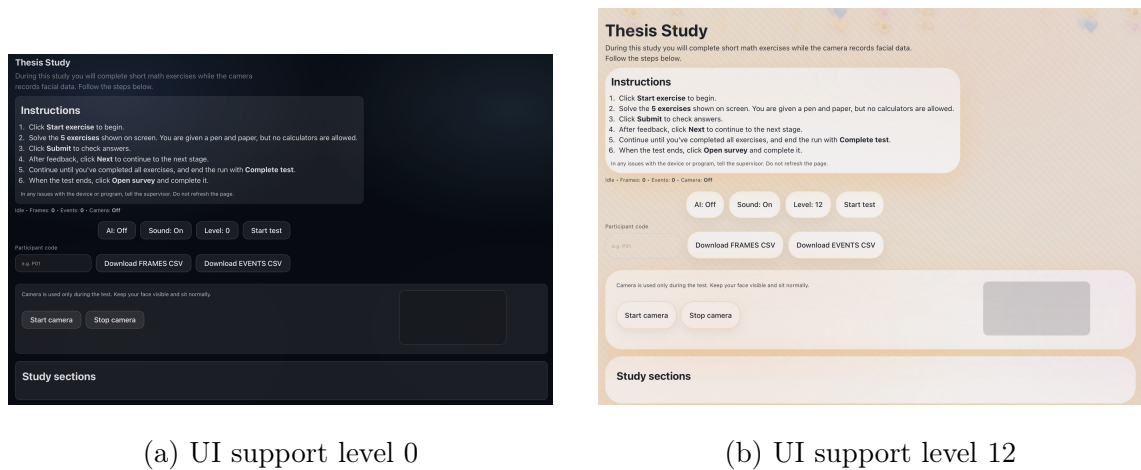 Thesis Study
During this study you will complete short math exercises while the camera
records facial data. Follow the steps below.
Instructions
1. Click Start exercise to begin.
2. Solve the 5 exercises shown on screen. You are given a pen and paper, but no calculators are allowed.
3. Click Submit to check answers.
4. After feedback, click Next to continue to the next stage.
5. Continue until you've completed all exercises, and end the run with Complete test.
6. When the test ends, click Open survey and complete it.
In any issues with the device or program, tell the supervisor. Do not refresh the page.
Idle • Frames: 0 • Events: 0 • Camera: Off
AI: Off Sound: On Level: 0 Start test
Participant code
e.g. P01 Download FRAMES CSV Download EVENTS CSV
Camera is used only during the test. Keep your face visible and sit normally.
Start camera Stop camera
Study sections
(a) UI support level 0
Thesis Study
During this study you will complete short math exercises while the camera records facial data.
Follow the steps below.
Instructions
1. Click Start exercise to begin.
2. Solve the 5 exercises shown on screen. You are given a pen and paper, but no calculators are allowed.
3. Click Submit to check answers.
4. After feedback, click Next to continue to the next stage.
5. Continue until you've completed all exercises, and end the run with Complete test.
6. When the test ends, click Open survey and complete it.
In any issues with the device or program, tell the supervisor. Do not refresh the page.
Idle • Frames: 0 • Events: 0 • Camera: Off
AI: Off Sound: On Level: 12 Start test
Participant code
e.g. P01 Download FRAMES CSV Download EVENTS CSV
Camera is used only during the test. Keep your face visible and sit normally.
Start camera Stop camera
Study sections
(b) UI support level 12